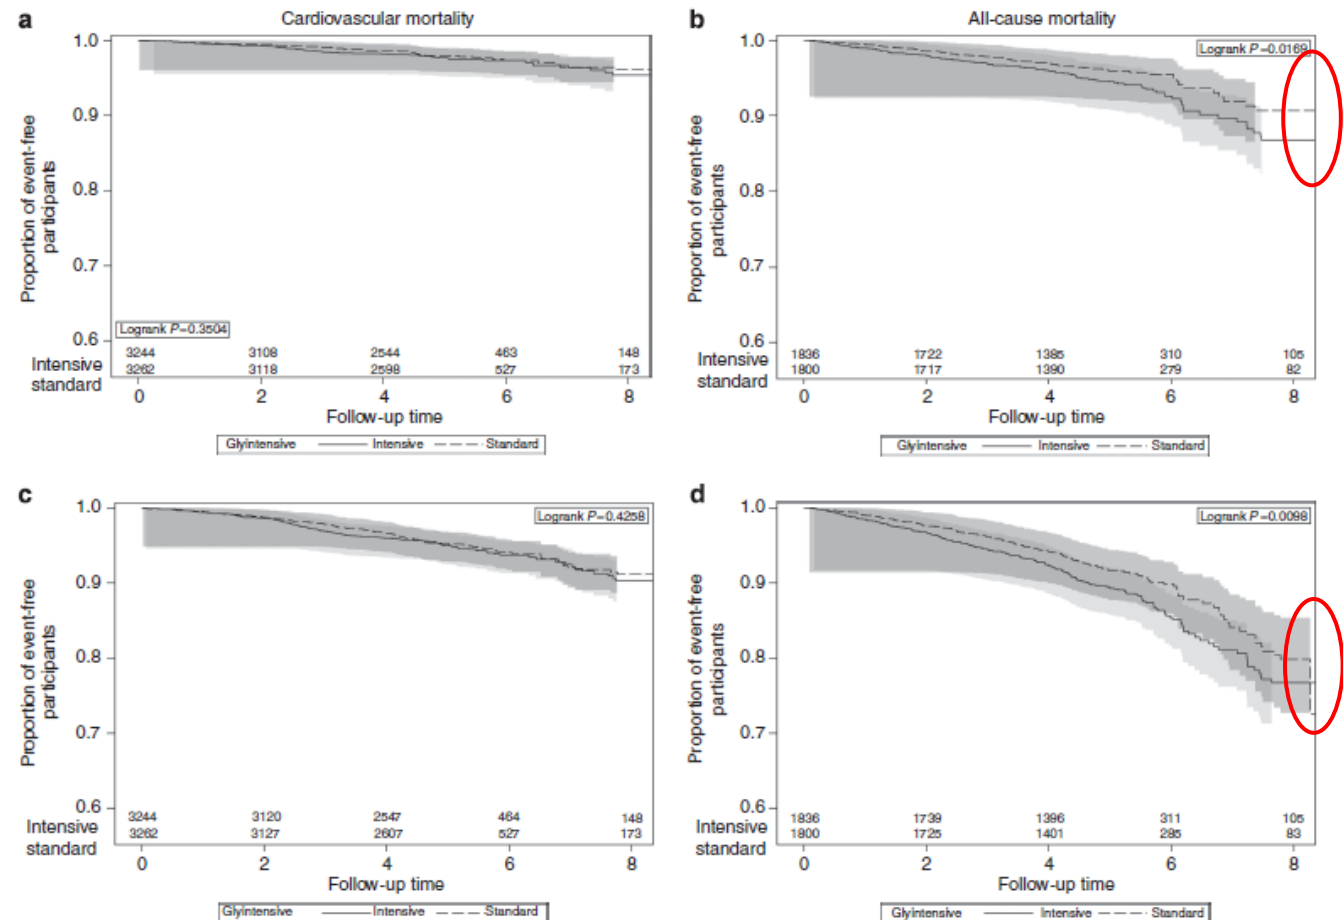 a
Cardiovascular mortality
1.0
0.9
0.8
0.7
0.6
Proportion of event-free
participants
Logrank P–0.3504
3244 3108 2544 463 148
3262 3118 2598 527 173
Intensive
standard
0 2 4 6 8
Follow-up time
Glyintensive Intensive Standard
b
All-cause mortality
Logrank P–0.0169
1.0
0.9
0.8
0.7
0.6
Proportion of event-free
participants
1836 1722 1385 310 105
1800 1717 1390 279 82
Intensive
standard
0 2 4 6 8
Follow-up time
Glyintensive Intensive Standard
c
Logrank P–0.4258
1.0
0.9
0.8
0.7
0.6
Proportion of event-free
participants
3244 3120 2547 464 148
3262 3127 2607 527 173
Intensive
standard
0 2 4 6 8
Follow-up time
Glyintensive Intensive Standard
d
Logrank P–0.0098
1.0
0.9
0.8
0.7
0.6
Proportion of event-free
participants
1836 1739 1396 311 105
1800 1725 1401 285 83
Intensive
standard
0 2 4 6 8
Follow-up time
Glyintensive Intensive Standard